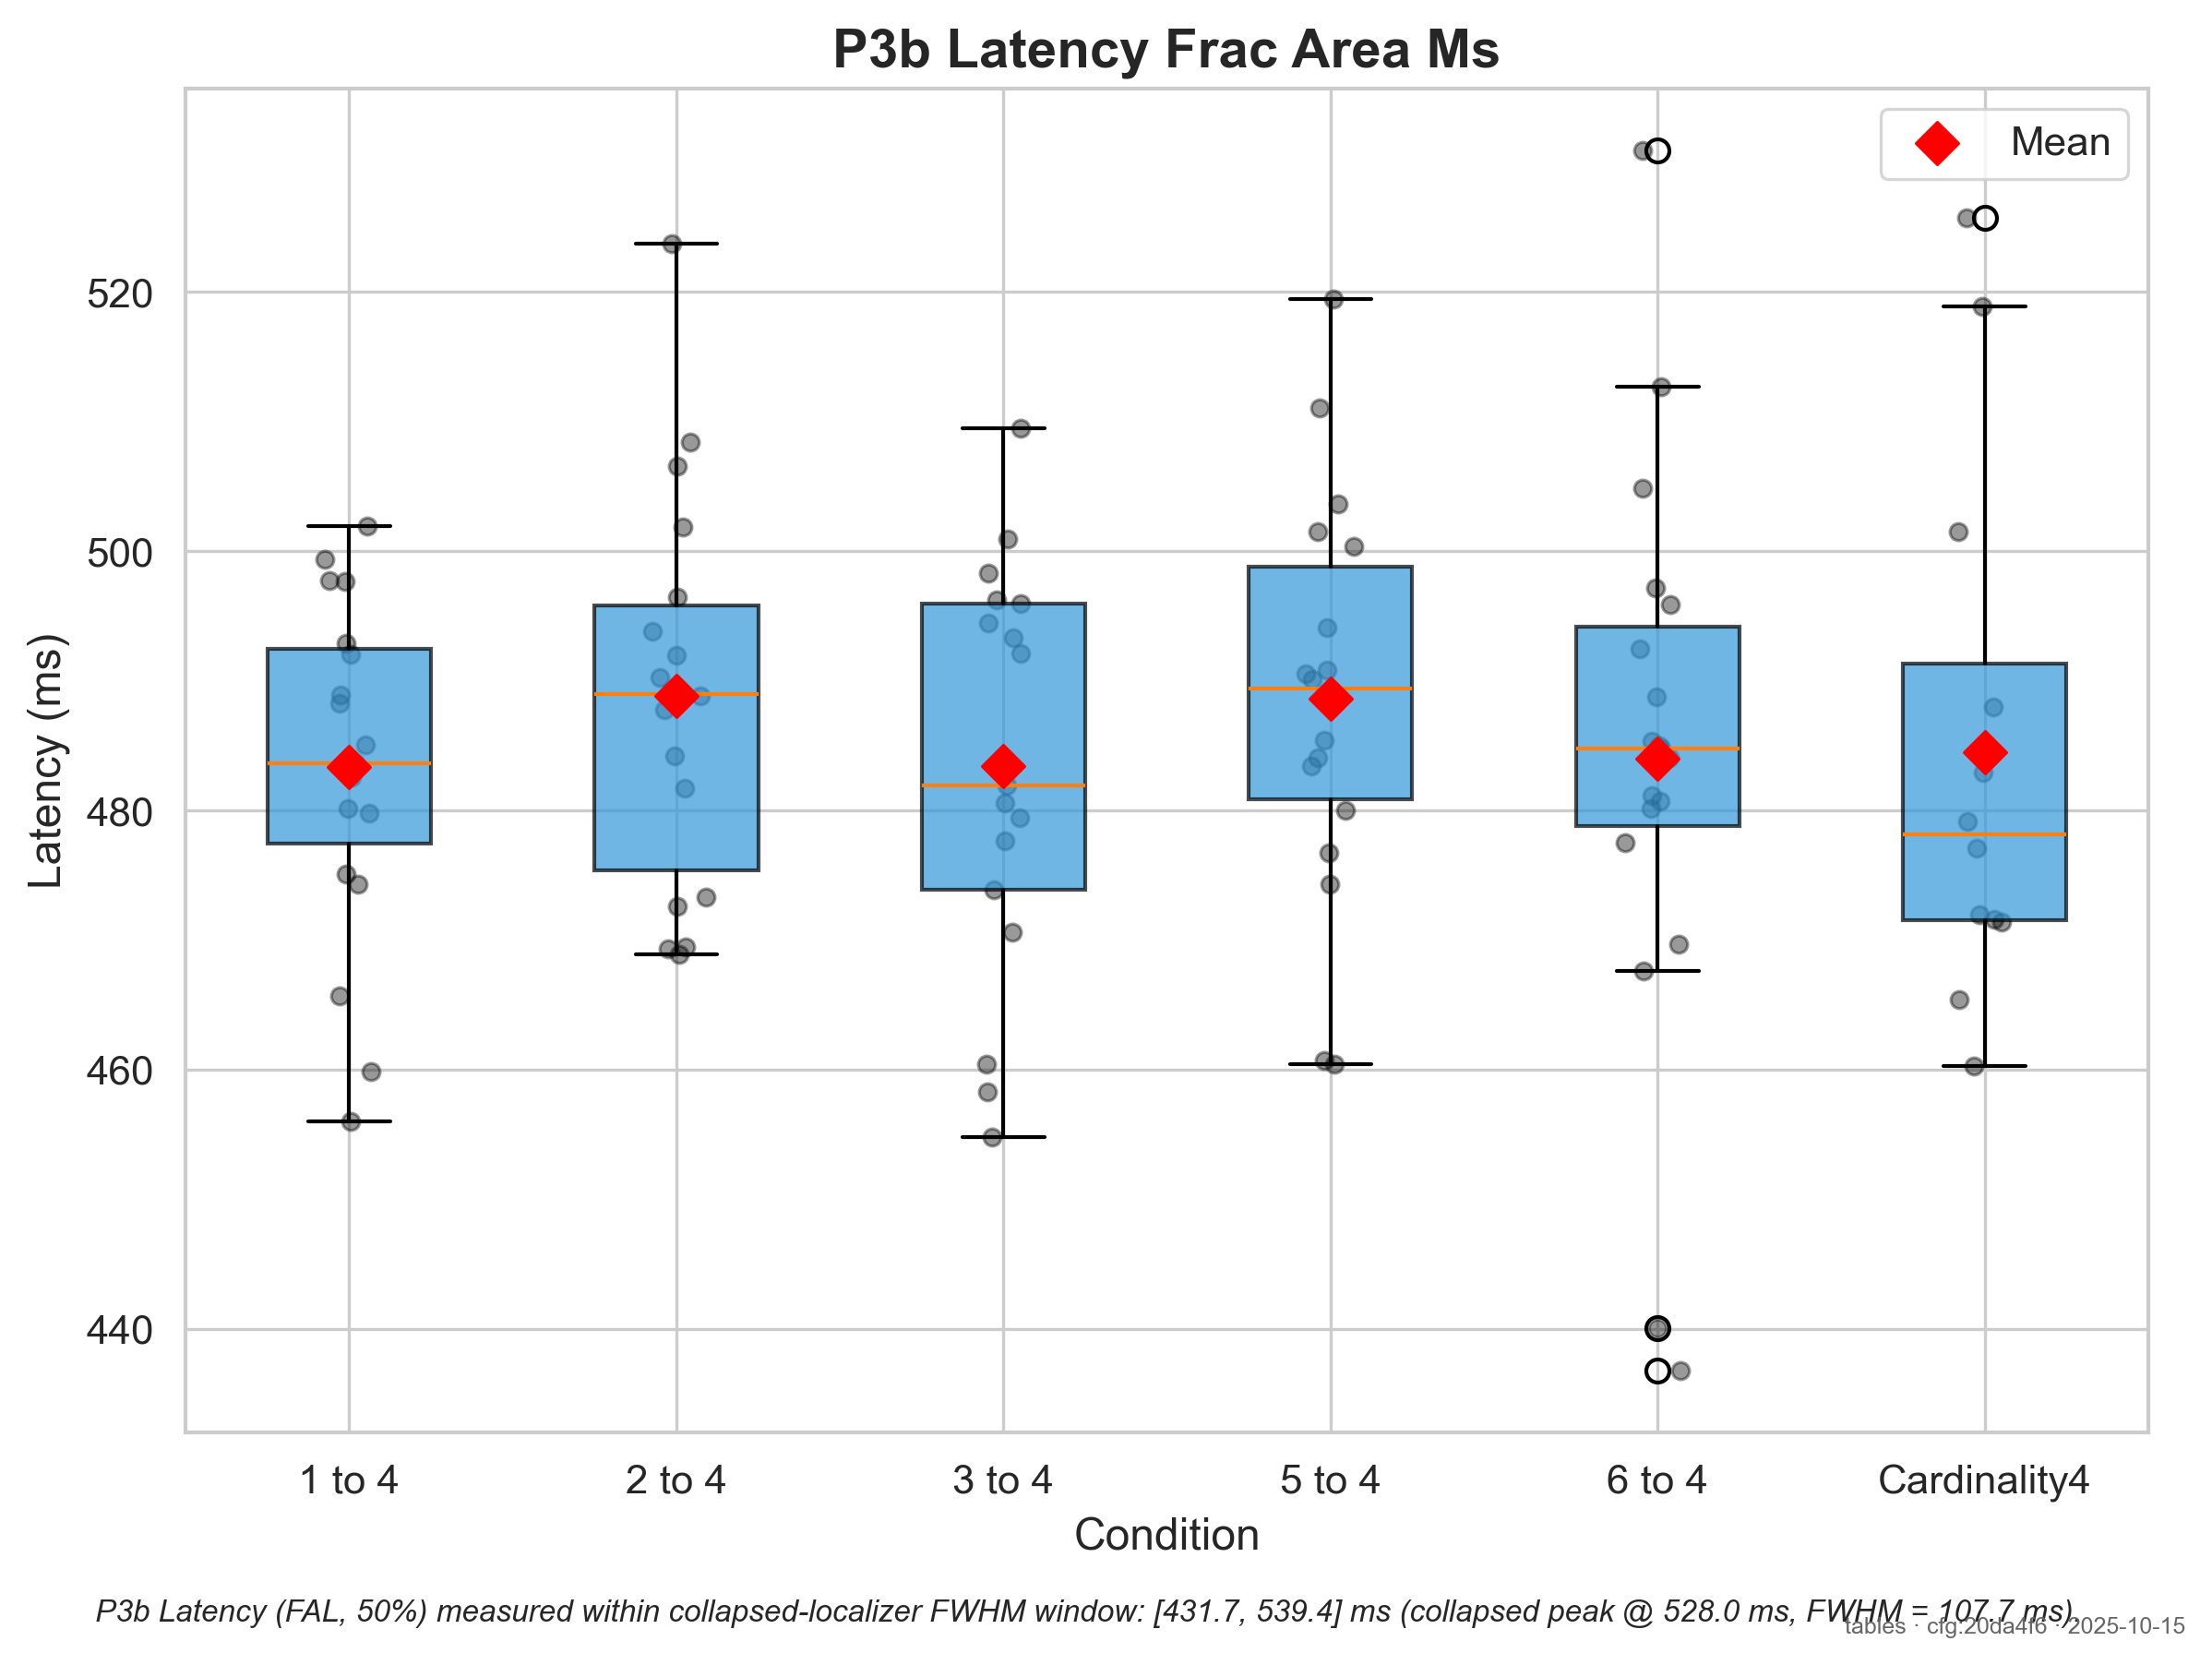 P3b Latency Frac Area Ms
Mean
520
500
480
460
440
Latency (ms)
1 to 4
2 to 4
3 to 4
5 to 4
6 to 4
Cardinality4
Condition
P3b Latency (FAL, 50%) measured within collapsed-localizer FWHM window: [431.7, 539.4] ms (collapsed peak @ 528.0 ms, FWHM = 107.7 ms).
tables · cfg:20da4f6 · 2025-10-15